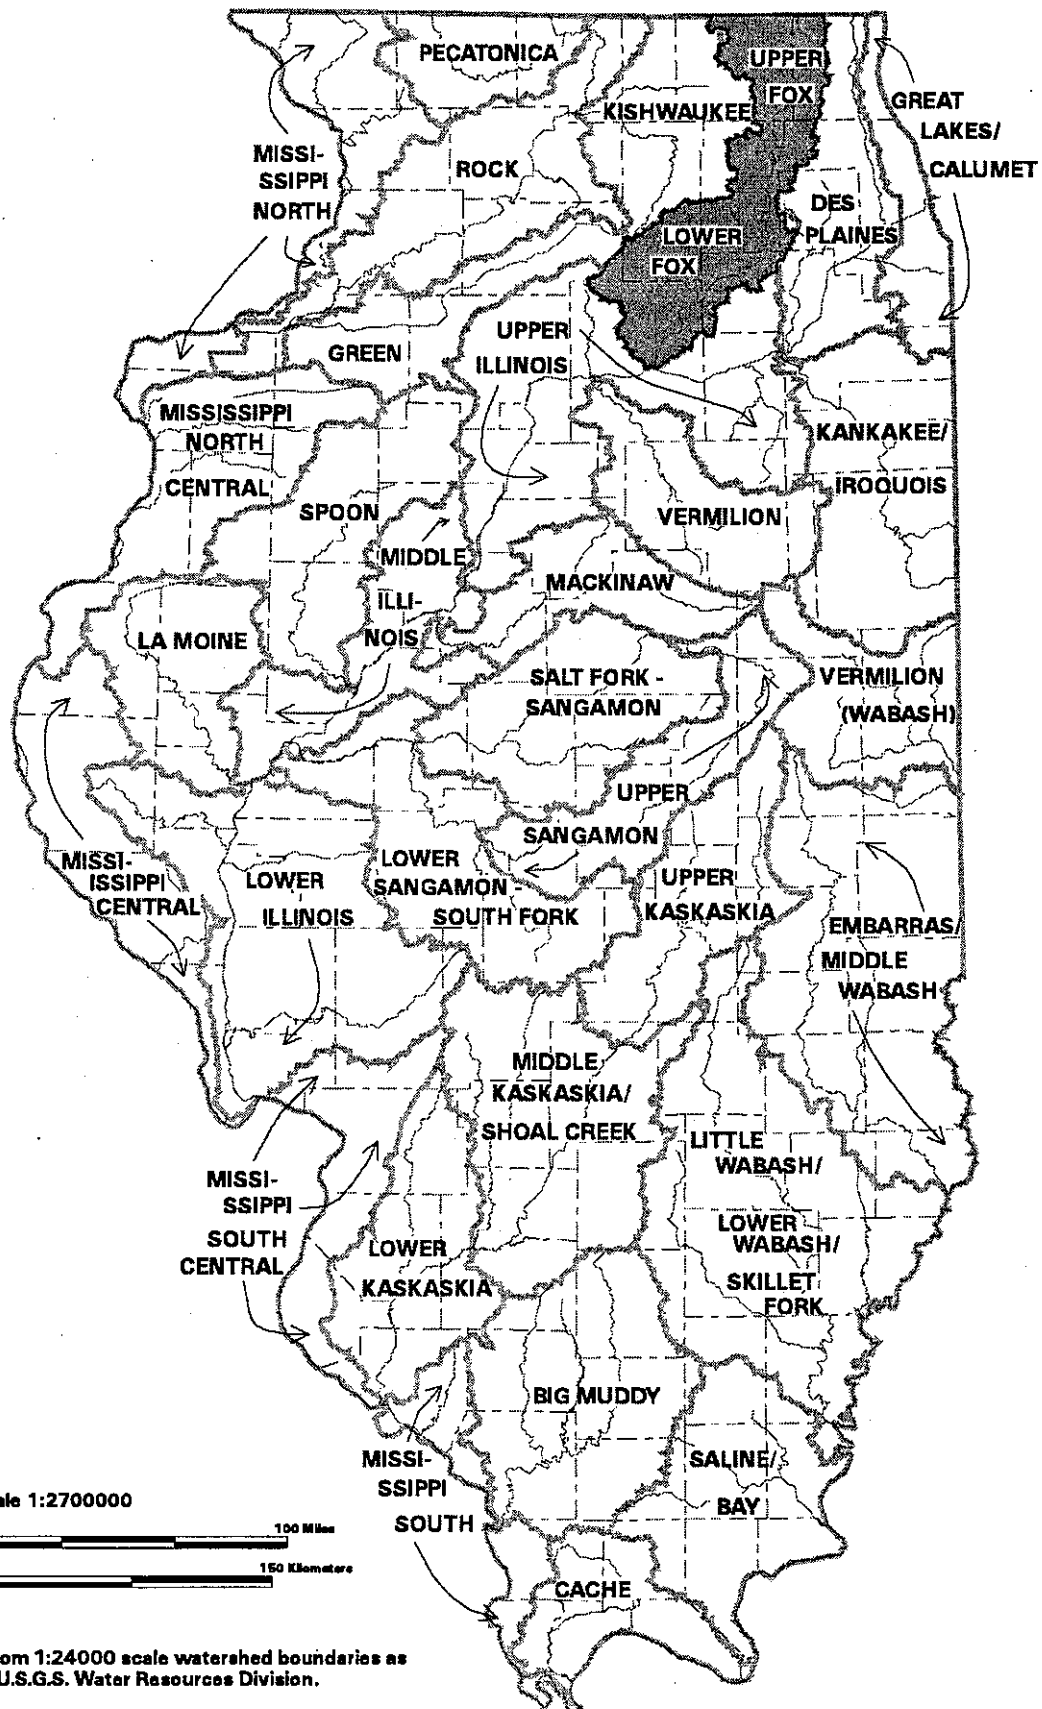 PECATONICA
UPPER
FOX
KISHWAUKEE
GREAT
LAKES/
CALUMET
MISSI-
SSIPPI
NORTH
ROCK
DES
PLAINES
LOWER
FOX
UPPER
ILLINOIS
GREEN
MISSISSIPPI
NORTH
CENTRAL
KANKAKEE/
IROQUOIS
SPOON
VERMILION
MIDDLE
ILLI-
NOIS
MACKINAW
LA MOINE
SALT FORK -
SANGAMON
VERMILION
(WABASH)
UPPER
SANGAMON
MISSI-
ISSIPPI
CENTRAL
LOWER
ILLINOIS
LOWER
SANGAMON -
SOUTH FORK
UPPER
KASKASKIA
EMBARRAS/
MIDDLE
WABASH
MIDDLE
KASKASKIA/
SHOAL CREEK
LITTLE
WABASH/
MISSI-
SSIPPI
SOUTH
CENTRAL
LOWER
KASKASKIA
LOWER
WABASH/
SKILLET
FORK
BIG MUDDY
MISSI-
SSIPPI
SOUTH
SALINE/
BAY
CACHE
ale 1:2700000
100 Miles
150 Kilometers
om 1:24000 scale watershed boundaries as
U.S.G.S. Water Resources Division.